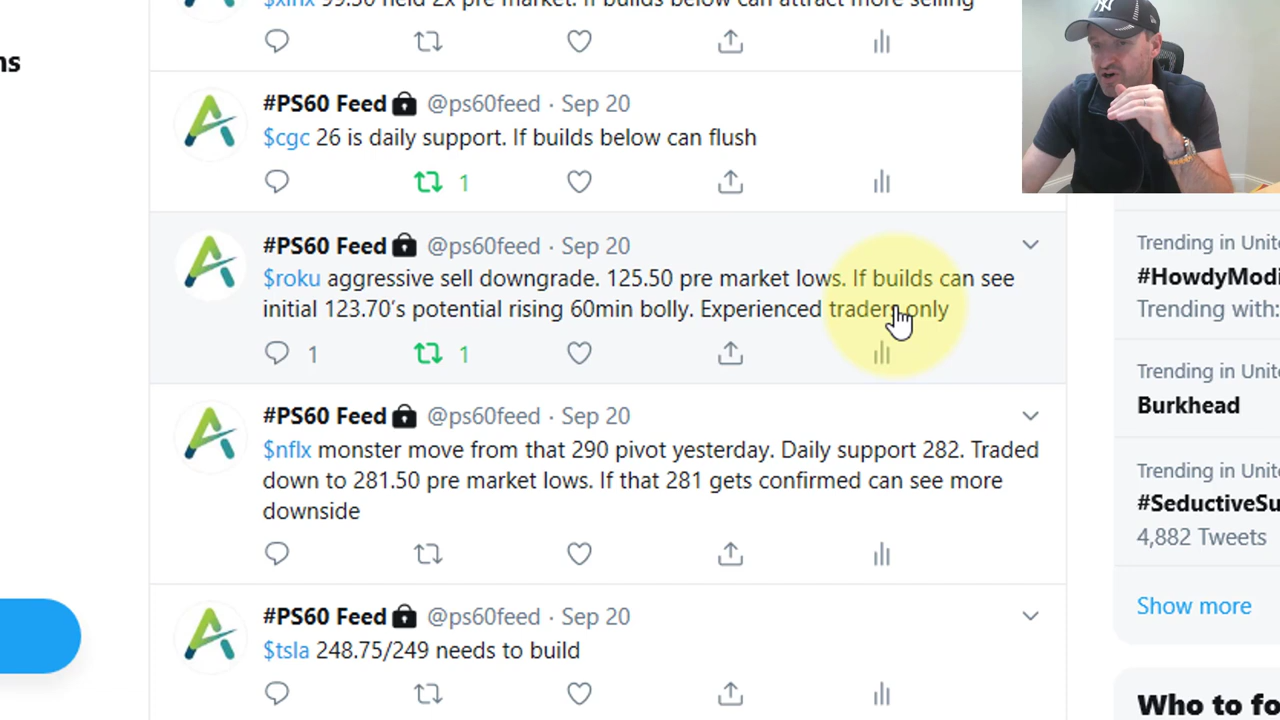 $xlnx 99.50 held 2x pre market. If builds below can attract more selling
ns
#PS60 Feed @ps60feed · Sep 20
$cgc 26 is daily support. If builds below can flush
1
#PS60 Feed @ps60feed · Sep 20
$roku aggressive sell downgrade. 125.50 pre market lows. If builds can see
initial 123.70's potential rising 60min bolly. Experienced traders only
1 1
#PS60 Feed @ps60feed · Sep 20
$nflx monster move from that 290 pivot yesterday. Daily support 282. Traded
down to 281.50 pre market lows. If that 281 gets confirmed can see more
downside
#PS60 Feed @ps60feed · Sep 20
$tsla 248.75/249 needs to build
Trending in Unite
#HowdyModi
Trending with:
Trending in Unite
Burkhead
Trending in Unite
#SeductiveSu
4,882 Tweets
Show more
Who to fo